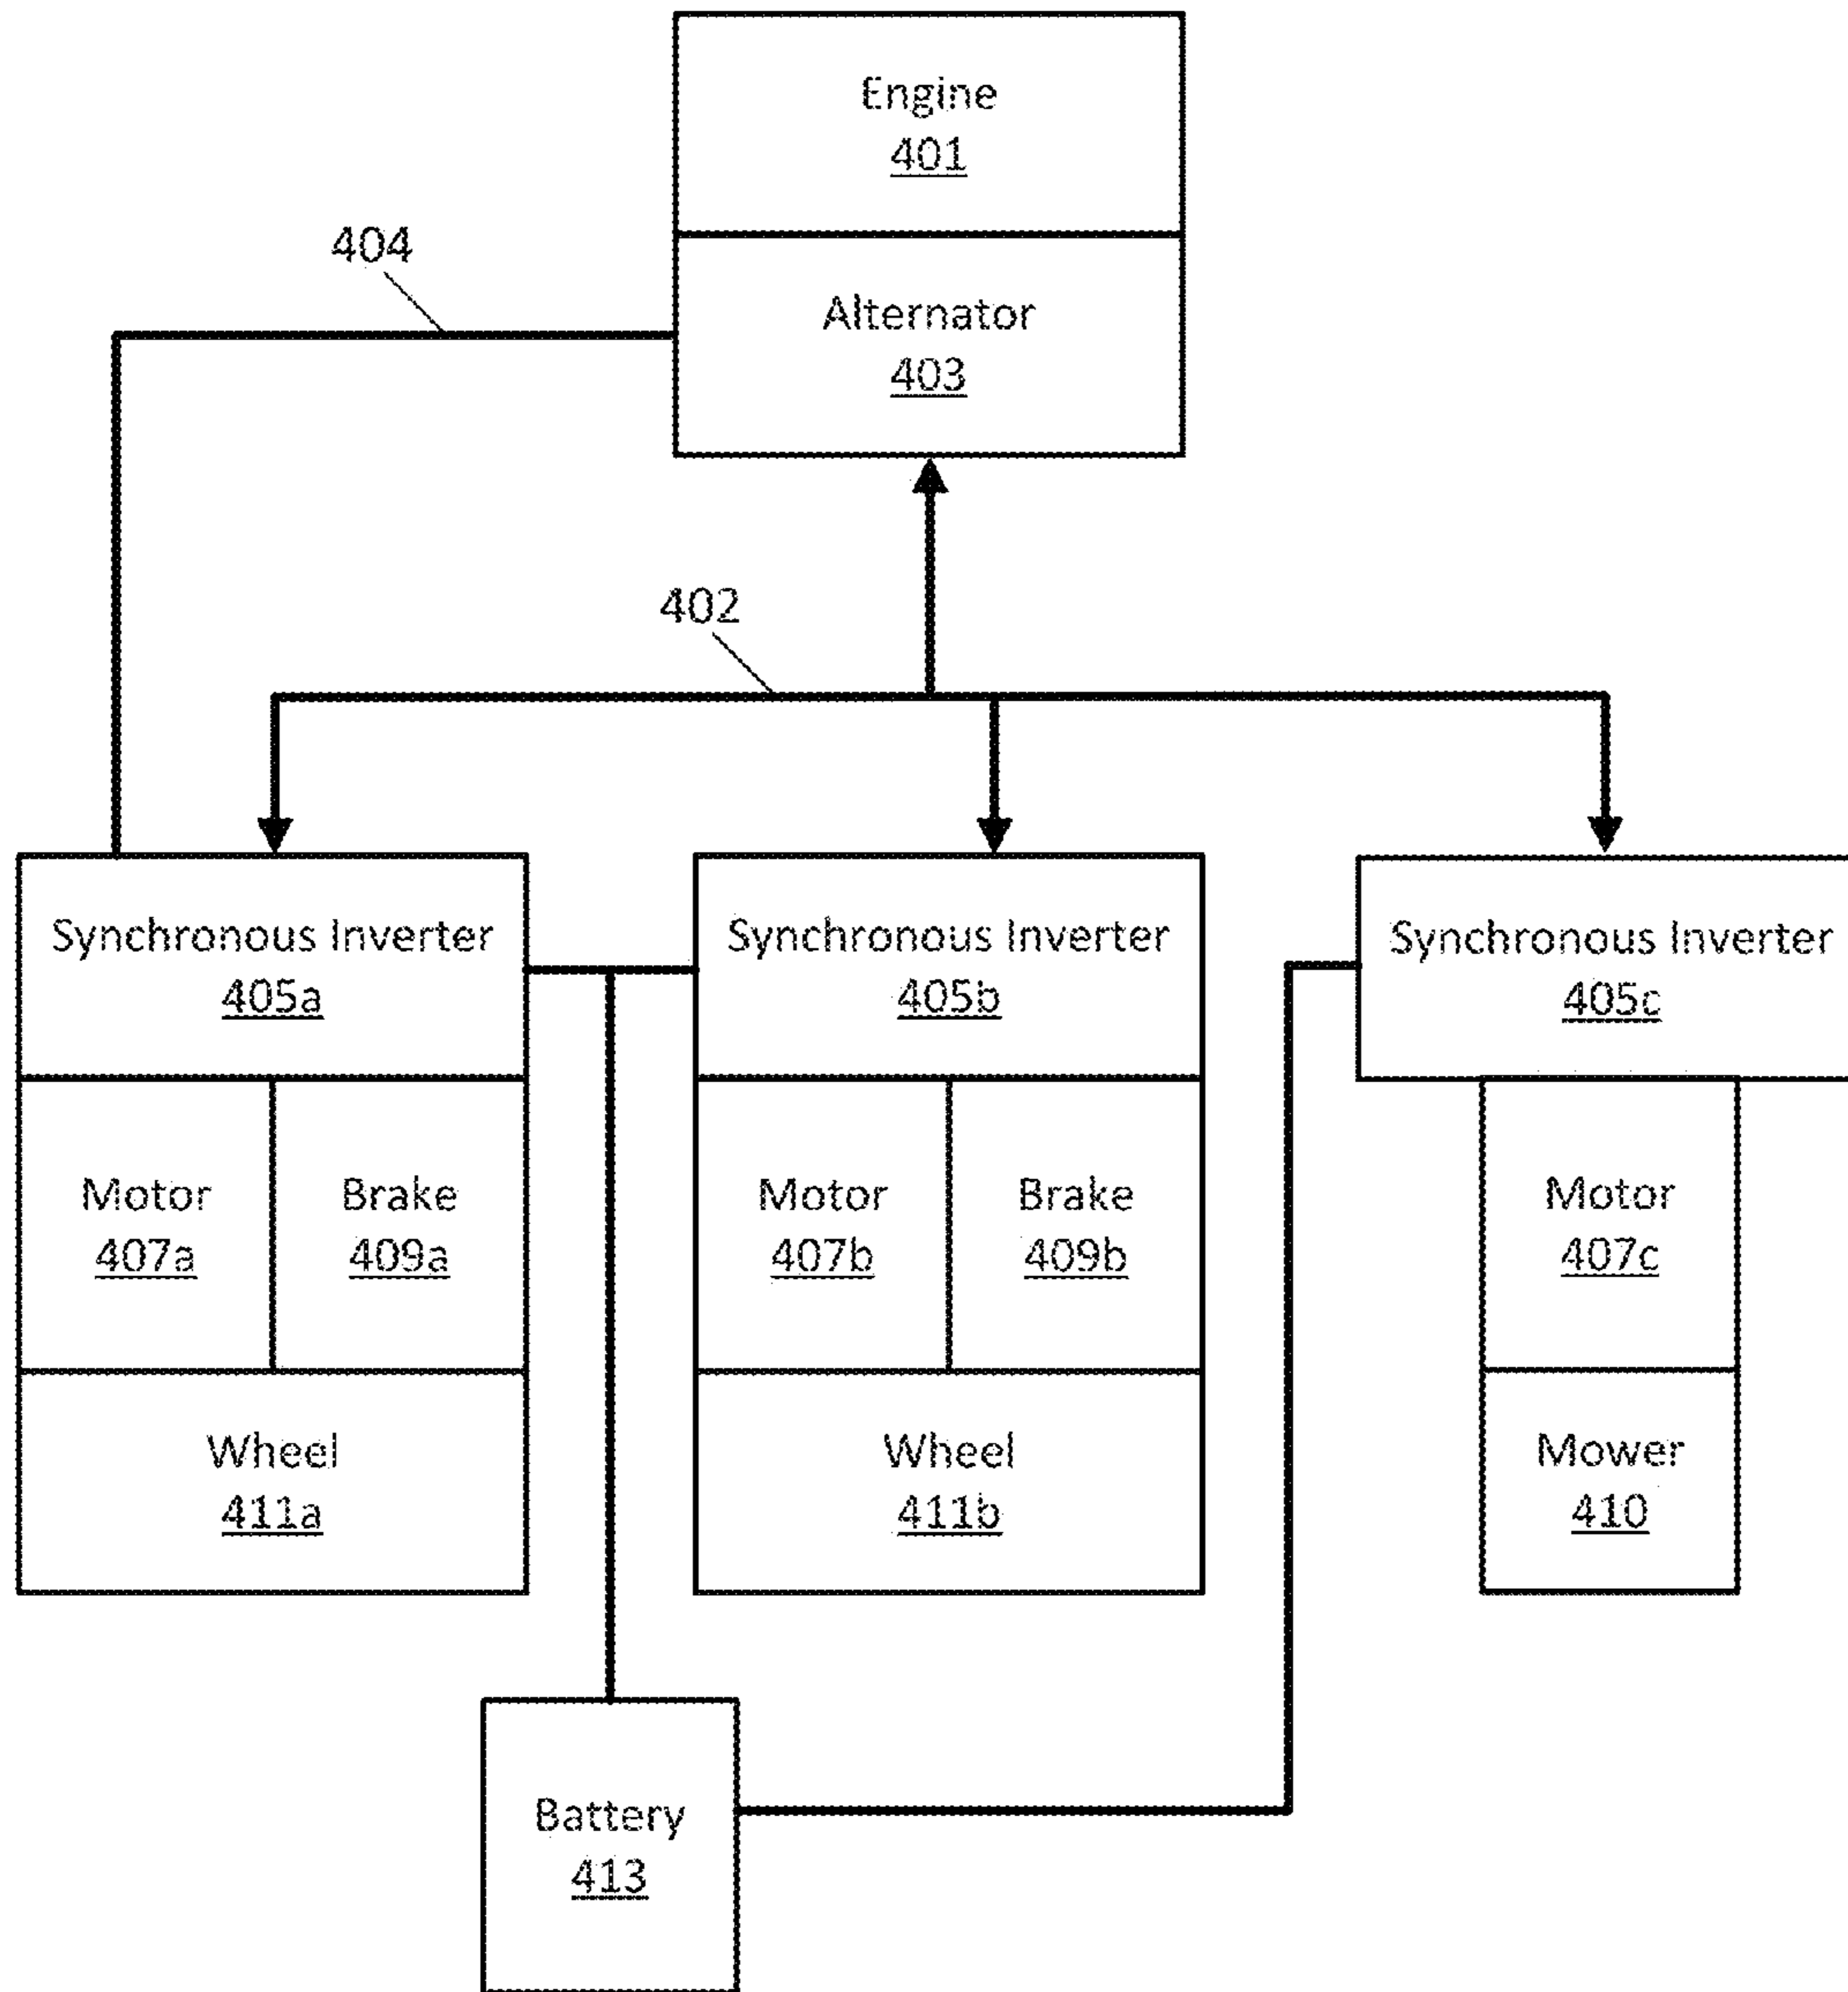 Engine
401
404
Alternator
403
402
Synchronous Inverter
405a
Synchronous Inverter
405b
Synchronous Inverter
405c
Motor
407a
Brake
409a
Motor
407b
Brake
409b
Motor
407c
Wheel
411a
Wheel
411b
Mower
410
Battery
413